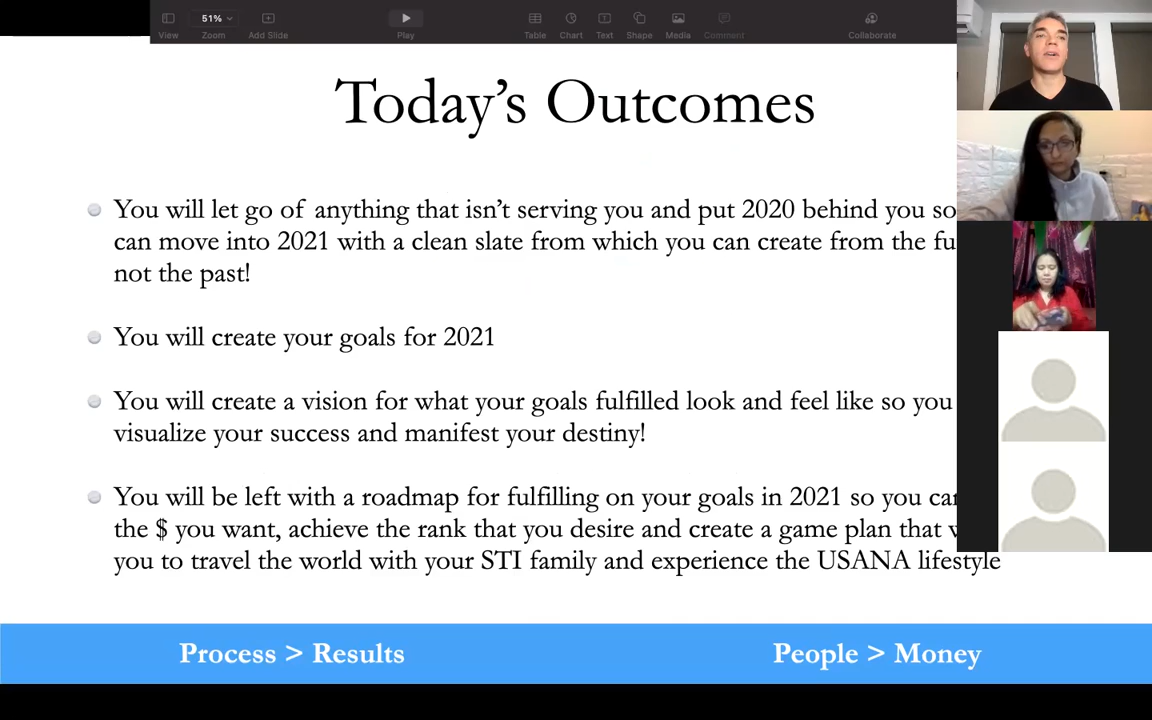 51%
View Zoom Add Slide Play Table Chart Text Shape Media Comment Collaborate
Today's Outcomes
You will let go of anything that isn't serving you and put 2020 behind you so
can move into 2021 with a clean slate from which you can create from the fu
not the past!
You will create your goals for 2021
You will create a vision for what your goals fulfilled look and feel like so you
visualize your success and manifest your destiny!
You will be left with a roadmap for fulfilling on your goals in 2021 so you can
the $ you want, achieve the rank that you desire and create a game plan that
you to travel the world with your STI family and experience the USANA lifestyle
Process > Results People > Money